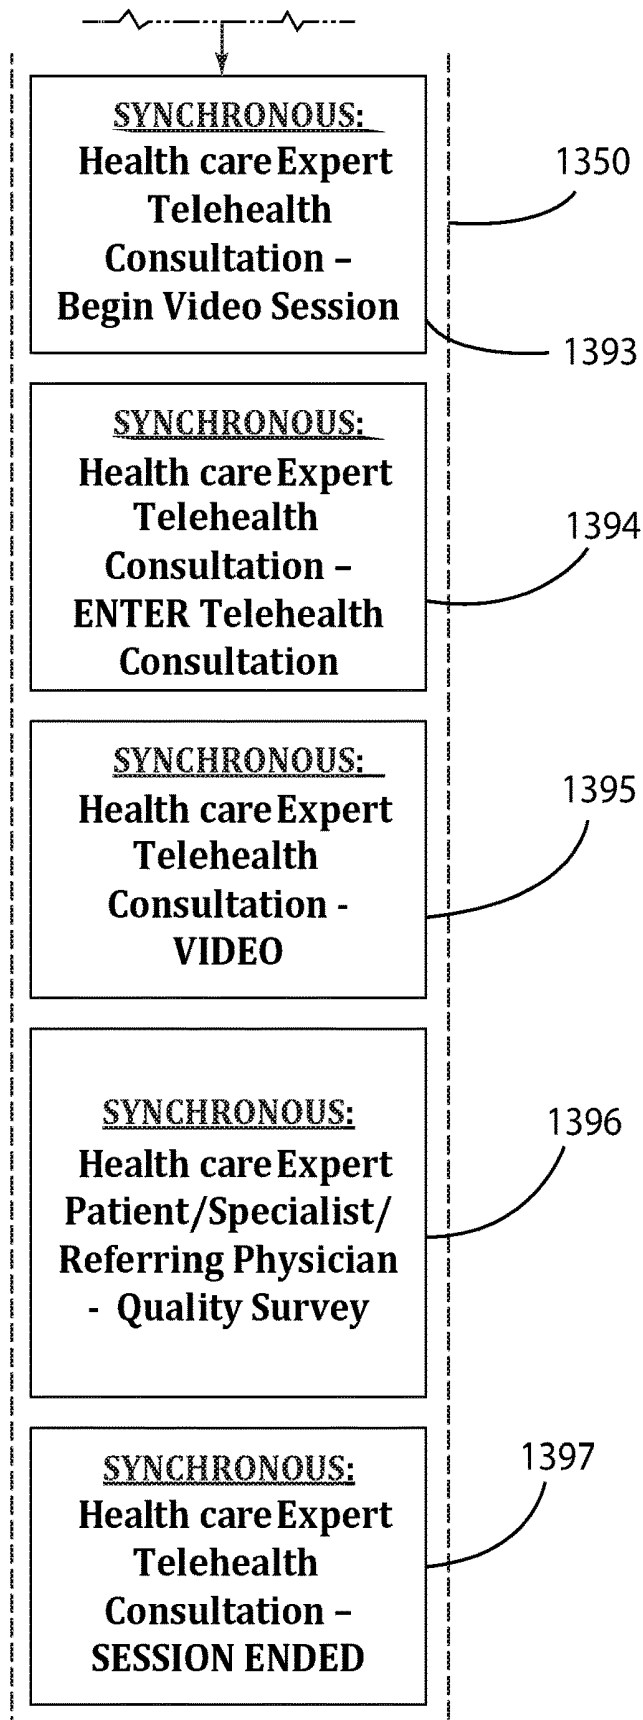 SYNCHRONOUS:
Health care Expert
Telehealth
Consultation –
Begin Video Session
1350
1393
SYNCHRONOUS:
Health care Expert
Telehealth
Consultation –
ENTER Telehealth
Consultation
1394
SYNCHRONOUS:
Health care Expert
Telehealth
Consultation -
VIDEO
1395
SYNCHRONOUS:
Health care Expert
Patient/Specialist/
Referring Physician
- Quality Survey
1396
SYNCHRONOUS:
Health care Expert
Telehealth
Consultation –
SESSION ENDED
1397